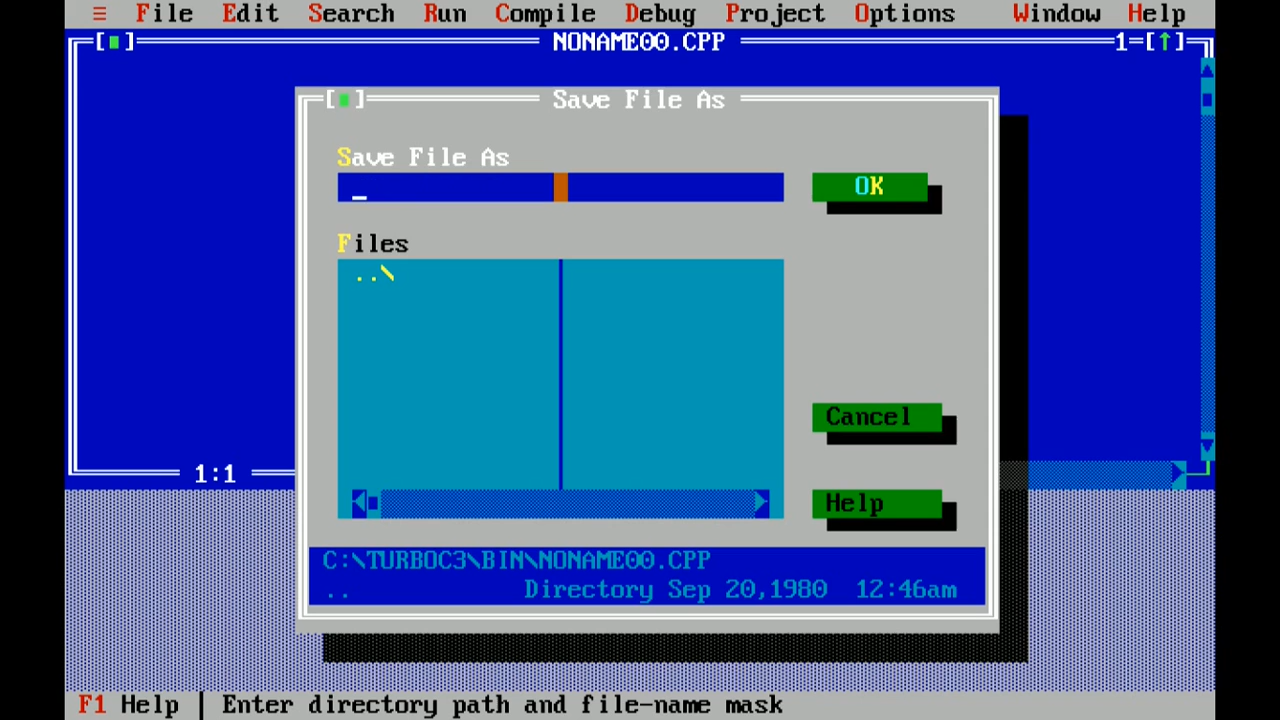 ≡ File Edit Search Run Compile Debug Project Options Window Help
[■] NONAME00.CPP 1=[↑]
[■] Save File As
Save File As
OK
Files
..\
Cancel
1:1
Help
C:\TURBOC3\BIN\NONAME00.CPP
.. Directory Sep 20,1980 12:46am
F1 Help │ Enter directory path and file-name mask